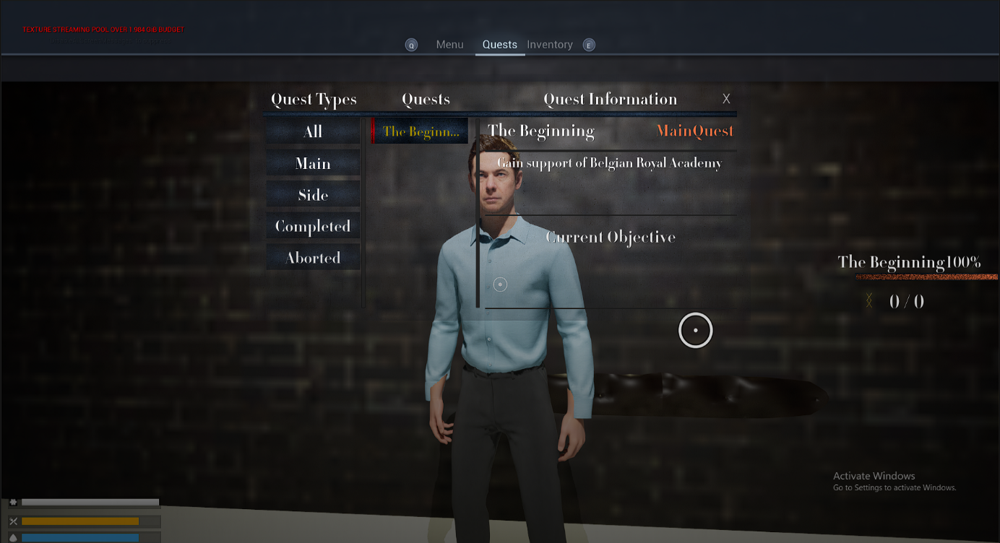 TEXTURE STREAMING POOL OVER 1.984 GiB BUDGET
Q Menu Quests Inventory E
Quest Types Quests Quest Information X
All The Beginn... The Beginning MainQuest
Main Gain support of Belgian Royal Academy
Side
Completed Current Objective
Aborted
The Beginning100%
0 / 0
Activate Windows
Go to Settings to activate Windows.